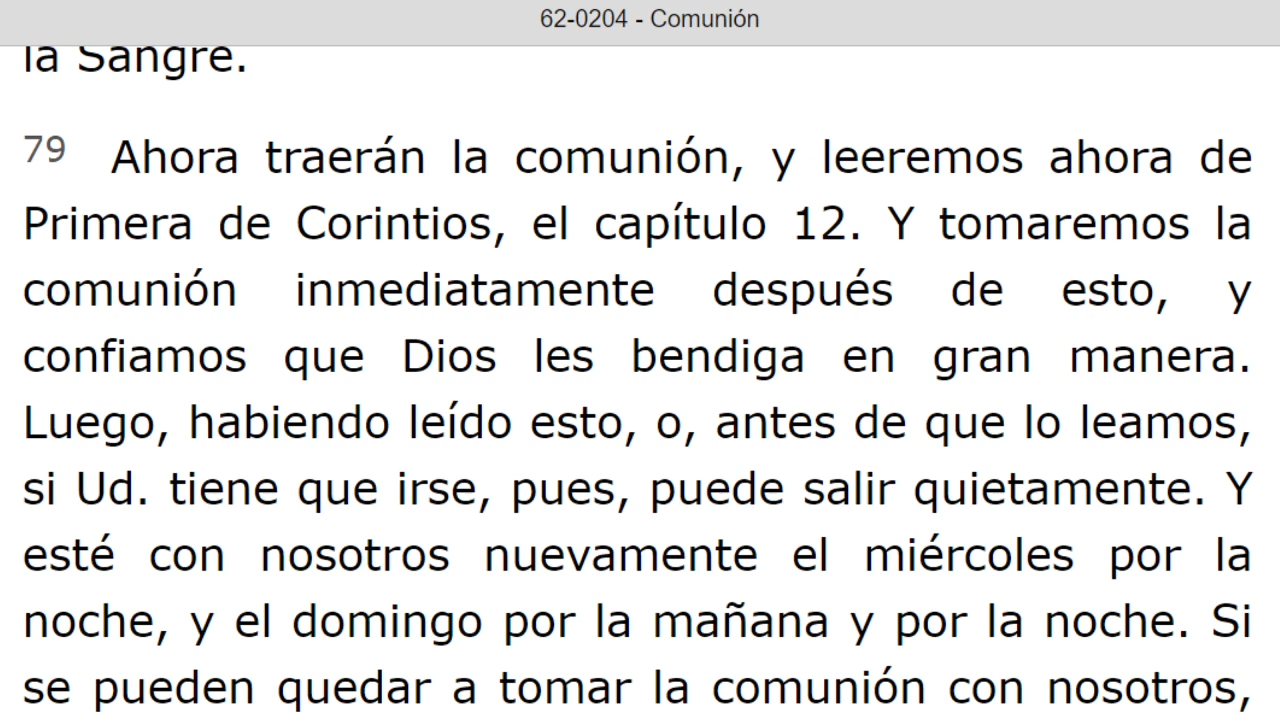 62-0204 - Comunión
la Sangre.
79 Ahora traerán la comunión, y leeremos ahora de
Primera de Corintios, el capítulo 12. Y tomaremos la
comunión inmediatamente después de esto, y
confiamos que Dios les bendiga en gran manera.
Luego, habiendo leído esto, o, antes de que lo leamos,
si Ud. tiene que irse, pues, puede salir quietamente. Y
esté con nosotros nuevamente el miércoles por la
noche, y el domingo por la mañana y por la noche. Si
se pueden quedar a tomar la comunión con nosotros,